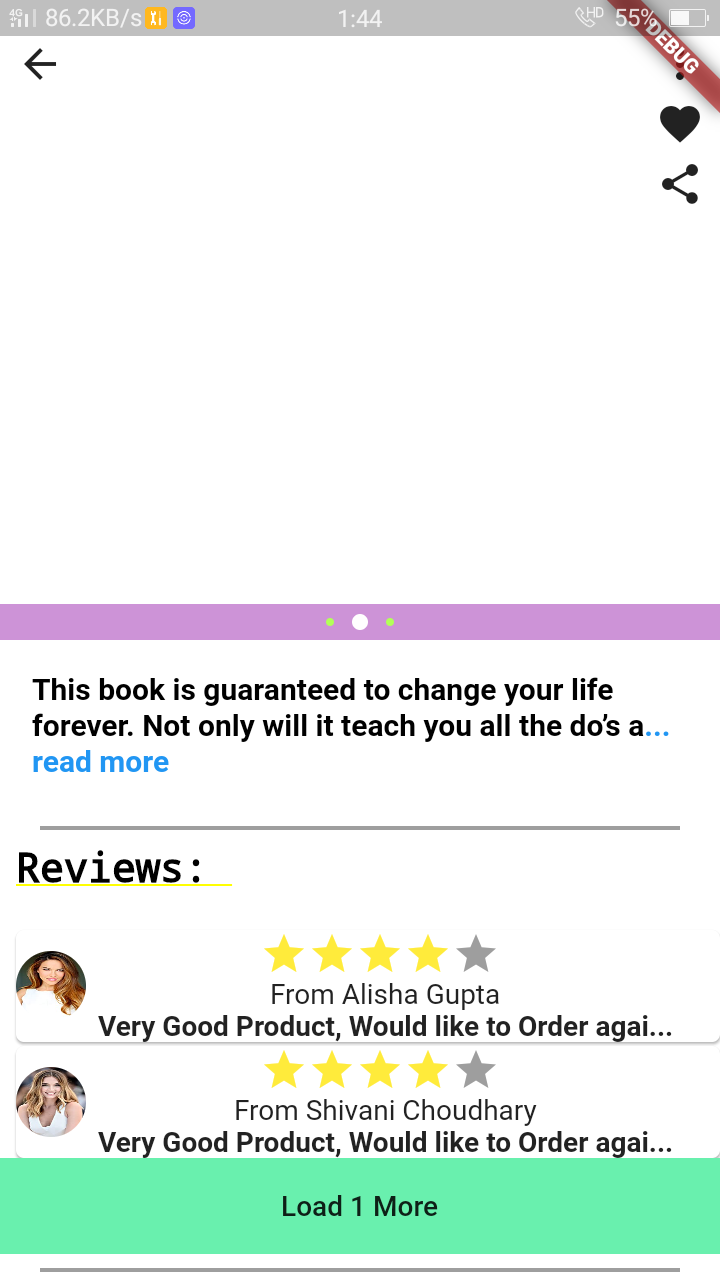 4G 86.2KB/s 1:44 HD 55%
DEBUG
This book is guaranteed to change your life
forever. Not only will it teach you all the do’s a...
read more
Reviews:
From Alisha Gupta
Very Good Product, Would like to Order agai...
From Shivani Choudhary
Very Good Product, Would like to Order agai...
Load 1 More